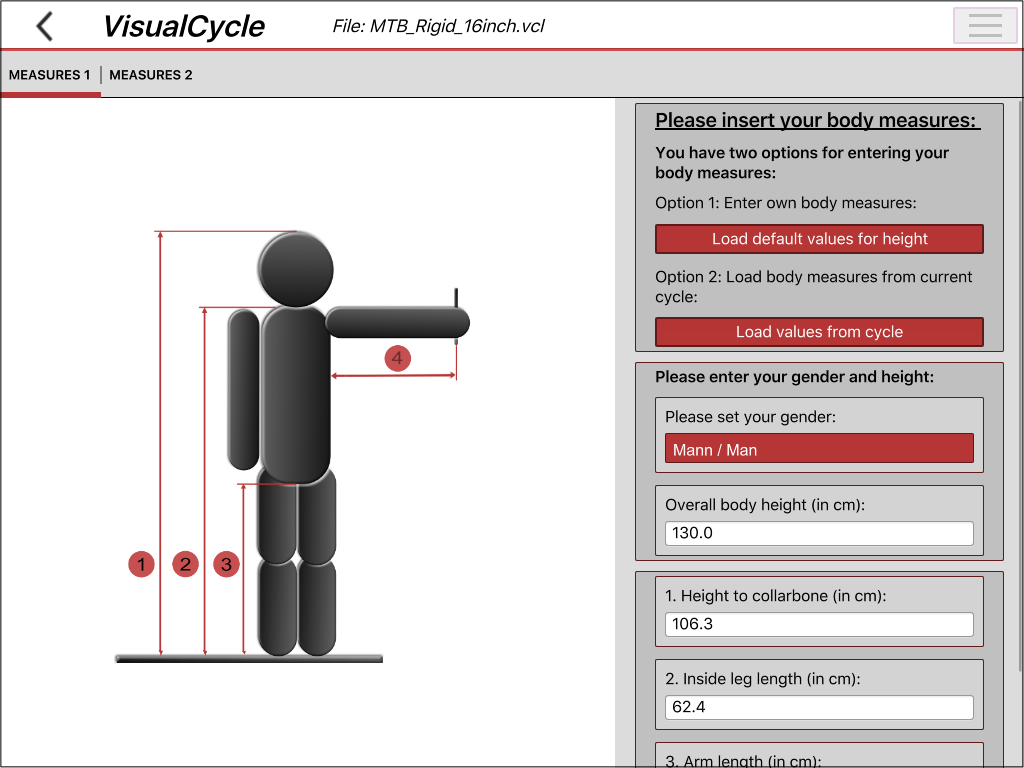 VisualCycle
File: MTB_Rigid_16inch.vcl
MEASURES 1 | MEASURES 2
Please insert your body measures:
You have two options for entering your
body measures:
Option 1: Enter own body measures:
Load default values for height
Option 2: Load body measures from current
cycle:
Load values from cycle
Please enter your gender and height:
Please set your gender:
Mann / Man
Overall body height (in cm):
130.0
1. Height to collarbone (in cm):
106.3
2. Inside leg length (in cm):
62.4
3. Arm length (in cm):
4
1
2
3